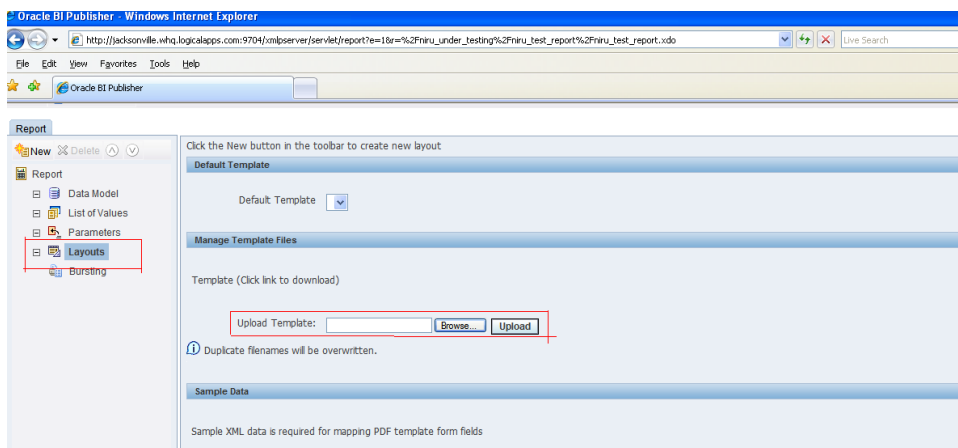 Oracle BI Publisher - Windows Internet Explorer
http://jacksonville.whq.logicalapps.com:9704/xmlpserver/servlet/report?e=1&r=%2Fniru_under_testing%2Fniru_test_report%2Fniru_test_report.xdo
Live Search
File Edit View Favorites Tools Help
Oracle BI Publisher
Report
New Delete
Click the New button in the toolbar to create new layout
Default Template
Report
Data Model
Default Template
List of Values
Parameters
Manage Template Files
Layouts
Bursting
Template (Click link to download)
Upload Template: Browse... Upload
Duplicate filenames will be overwritten.
Sample Data
Sample XML data is required for mapping PDF template form fields